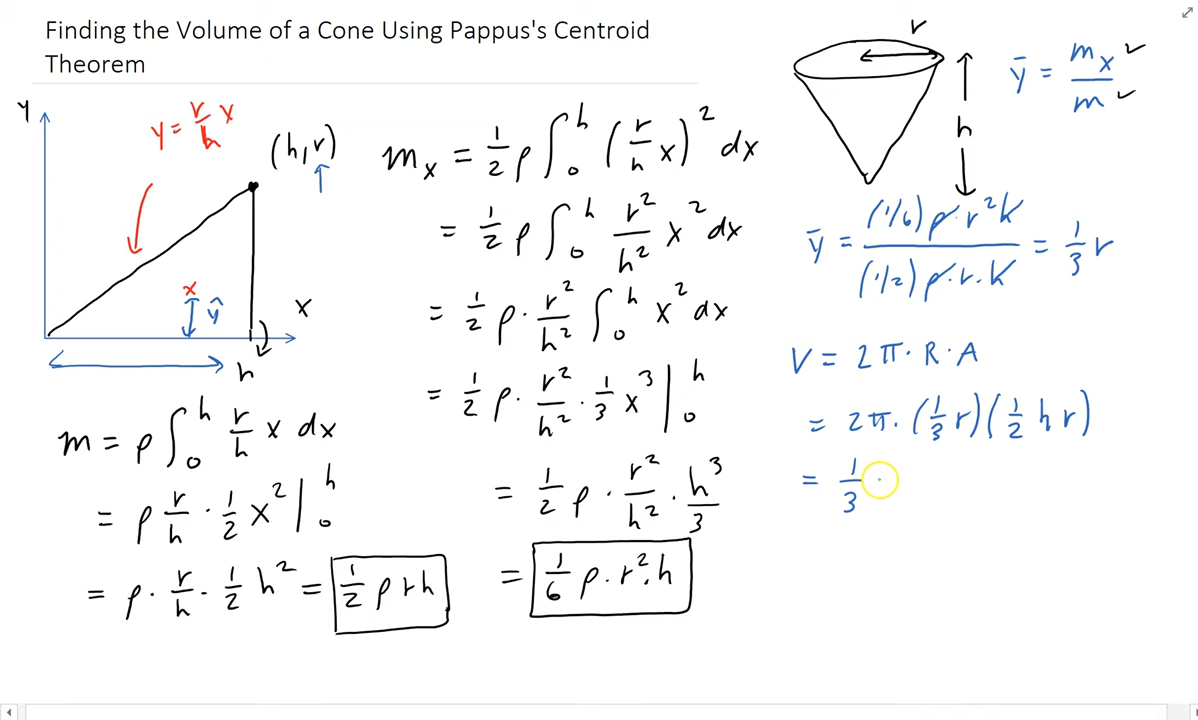 Finding the Volume of a Cone Using Pappus's Centroid
Theorem
y
y = r/h x
(h, r)
x
ŷ
x
h
m = ρ ∫₀ʰ r/h x dx
= ρ r/h · 1/2 x² |₀ʰ
= ρ · r/h · 1/2 h² = 1/2 ρ r h
mₓ = 1/2 ρ ∫₀ʰ (r/h x)² dx
= 1/2 ρ ∫₀ʰ r²/h² x² dx
= 1/2 ρ · r²/h² ∫₀ʰ x² dx
= 1/2 ρ · r²/h² · 1/3 x³ |₀ʰ
= 1/2 ρ · r²/h² · h³/3
= 1/6 ρ · r² · h
r
h
ȳ = mₓ/m
ȳ = (1/6) ρ · r² h / (1/2) ρ · r · h = 1/3 r
V = 2π · R · A
= 2π · (1/3 r)(1/2 h r)
= 1/3 ·